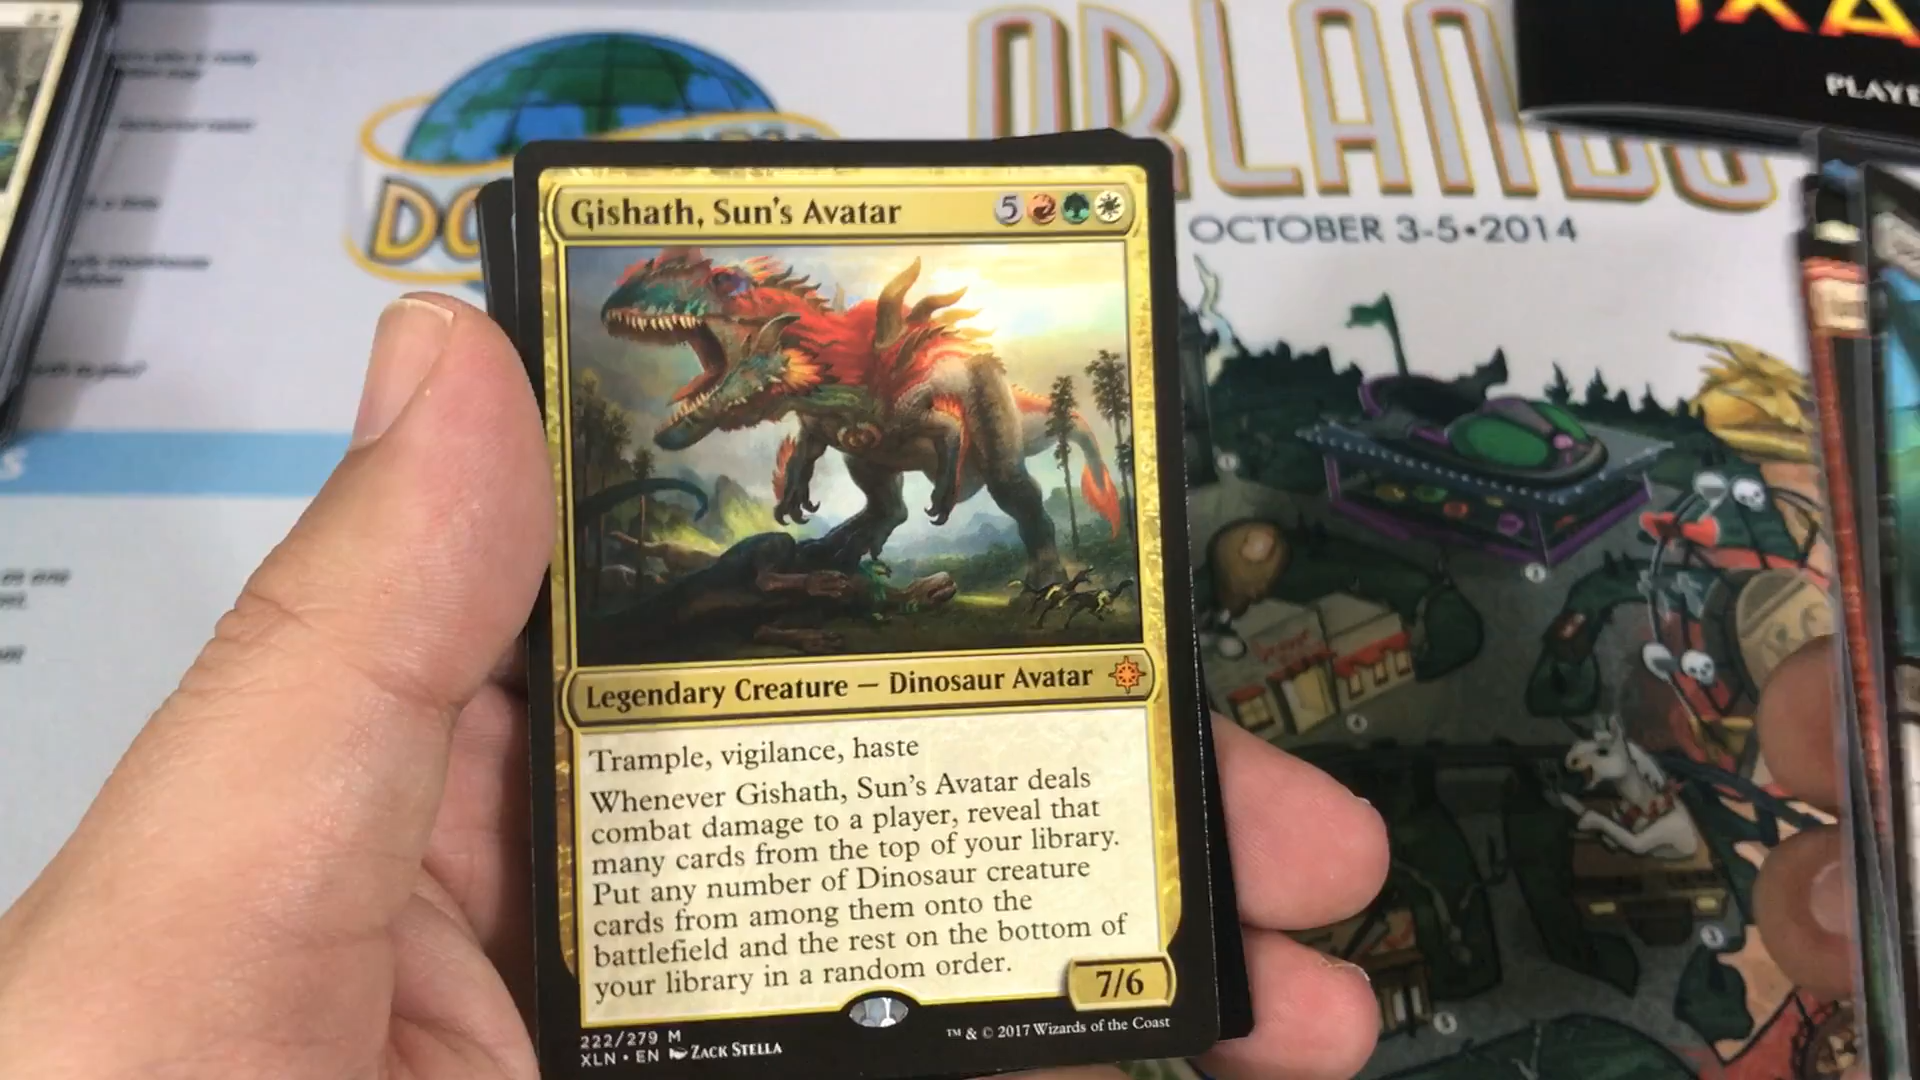 ORLANDO
OCTOBER 3-5•2014
PLAYE
DO
Gishath, Sun's Avatar 5
Legendary Creature — Dinosaur Avatar
Trample, vigilance, haste
Whenever Gishath, Sun's Avatar deals
combat damage to a player, reveal that
many cards from the top of your library.
Put any number of Dinosaur creature
cards from among them onto the
battlefield and the rest on the bottom of
your library in a random order.
7/6
222/279 M
XLN • EN ZACK STELLA
™ & © 2017 Wizards of the Coast